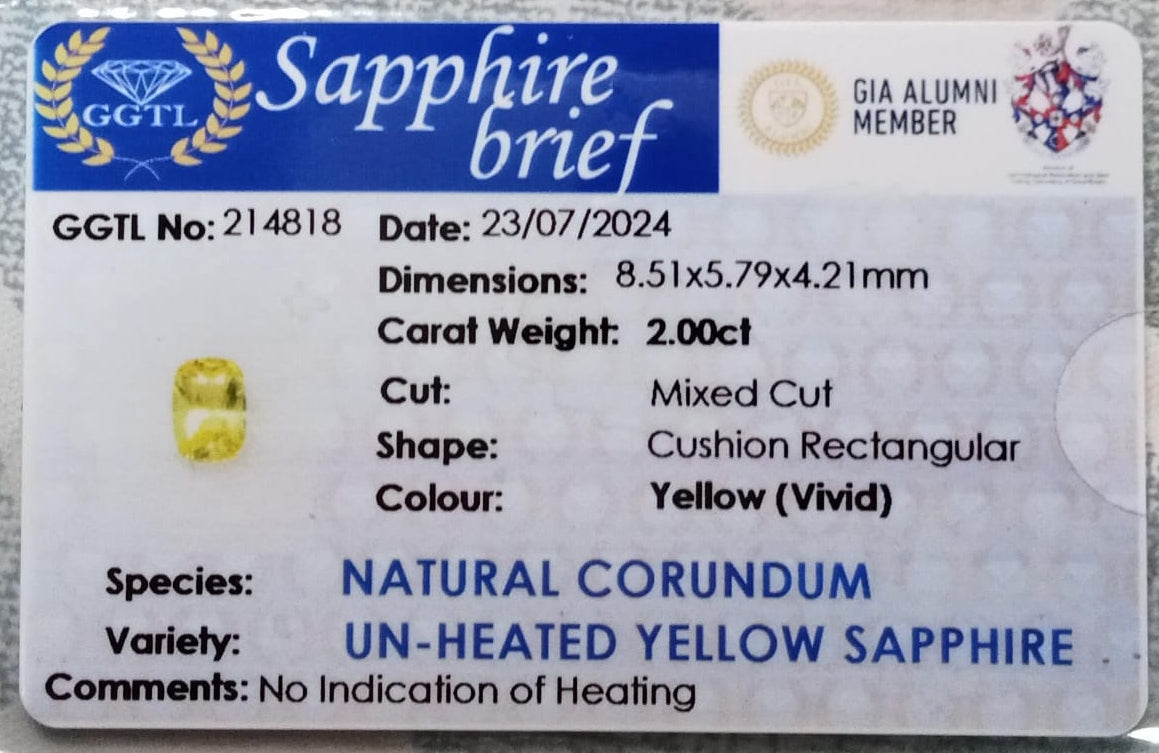 GGTL
Sapphire
brief
GIA ALUMNI
MEMBER
GGTL No: 214818
Date: 23/07/2024
Dimensions: 8.51x5.79x4.21mm
Carat Weight: 2.00ct
Cut: Mixed Cut
Shape: Cushion Rectangular
Colour: Yellow (Vivid)
Species: NATURAL CORUNDUM
Variety: UN-HEATED YELLOW SAPPHIRE
Comments: No Indication of Heating